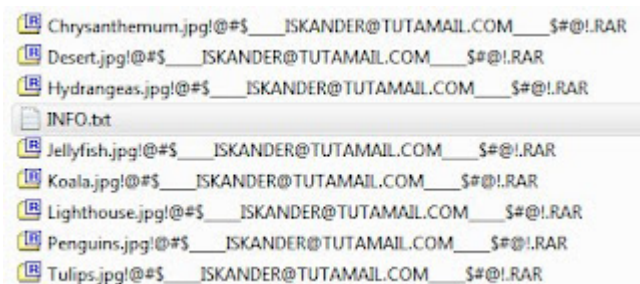 Chrysanthemum.jpg!@#$____ISKANDER@TUTAMAIL.COM____$#@!.RAR
Desert.jpg!@#$____ISKANDER@TUTAMAIL.COM____$#@!.RAR
Hydrangeas.jpg!@#$____ISKANDER@TUTAMAIL.COM____$#@!.RAR
INFO.txt
Jellyfish.jpg!@#$____ISKANDER@TUTAMAIL.COM____$#@!.RAR
Koala.jpg!@#$____ISKANDER@TUTAMAIL.COM____$#@!.RAR
Lighthouse.jpg!@#$____ISKANDER@TUTAMAIL.COM____$#@!.RAR
Penguins.jpg!@#$____ISKANDER@TUTAMAIL.COM____$#@!.RAR
Tulips.jpg!@#$____ISKANDER@TUTAMAIL.COM____$#@!.RAR